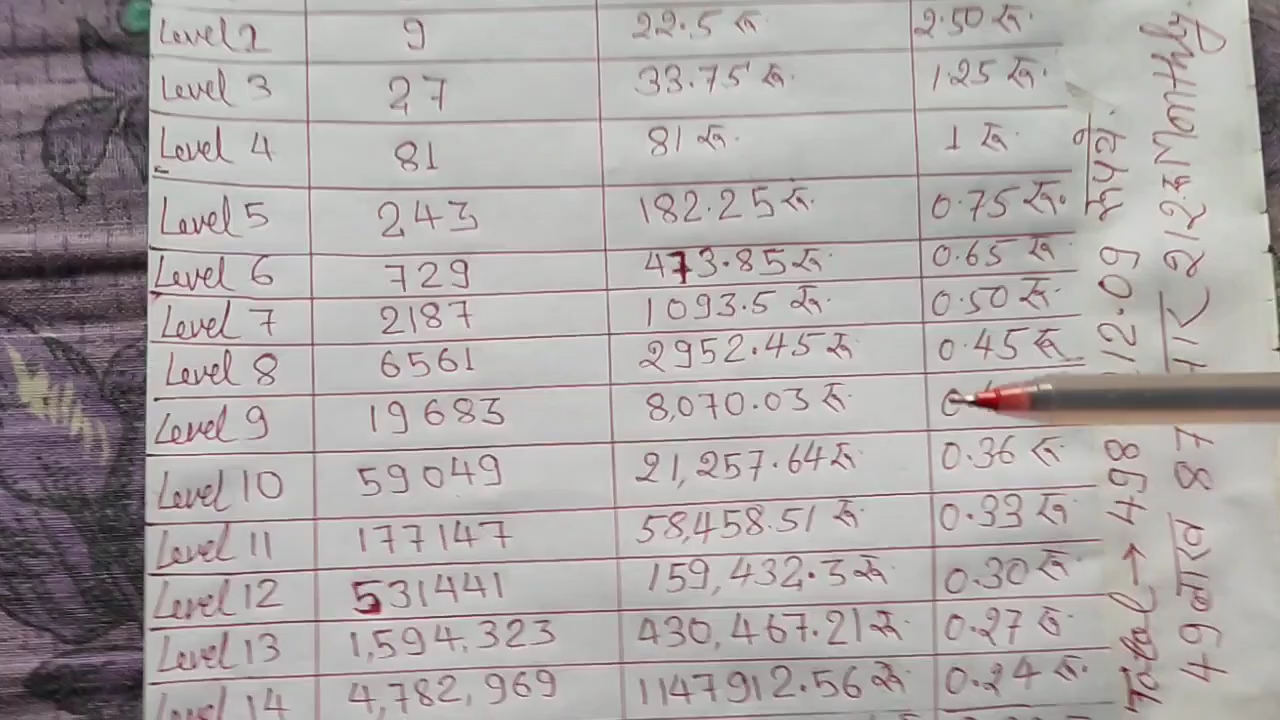 Level 2 9 22.5 रू. 2.50 रू.
Level 3 27 33.75 रू. 1.25 रू.
Level 4 81 81 रू. 1 रू.
Level 5 243 182.25 रू. 0.75 रू.
Level 6 729 473.85 रू. 0.65 रू
Level 7 2187 1093.5 रू. 0.50 रू.
Level 8 6561 2952.45 रू 0.45 रू
Level 9 19683 8,070.03 रू.
Level 10 59049 21,257.64 रू. 0.36 रू
Level 11 177147 58,458.51 रू. 0.33 रू
Level 12 531441 159,432.3 रू. 0.30 रू.
Level 13 1,594,323 430,467.21 रू. 0.27 रू
Level 14 4,782,969 1147912.56 रू. 0.24 रू.
Total → 498 12.09 रूपये.
49 लाख 87 212 रू Monthly.